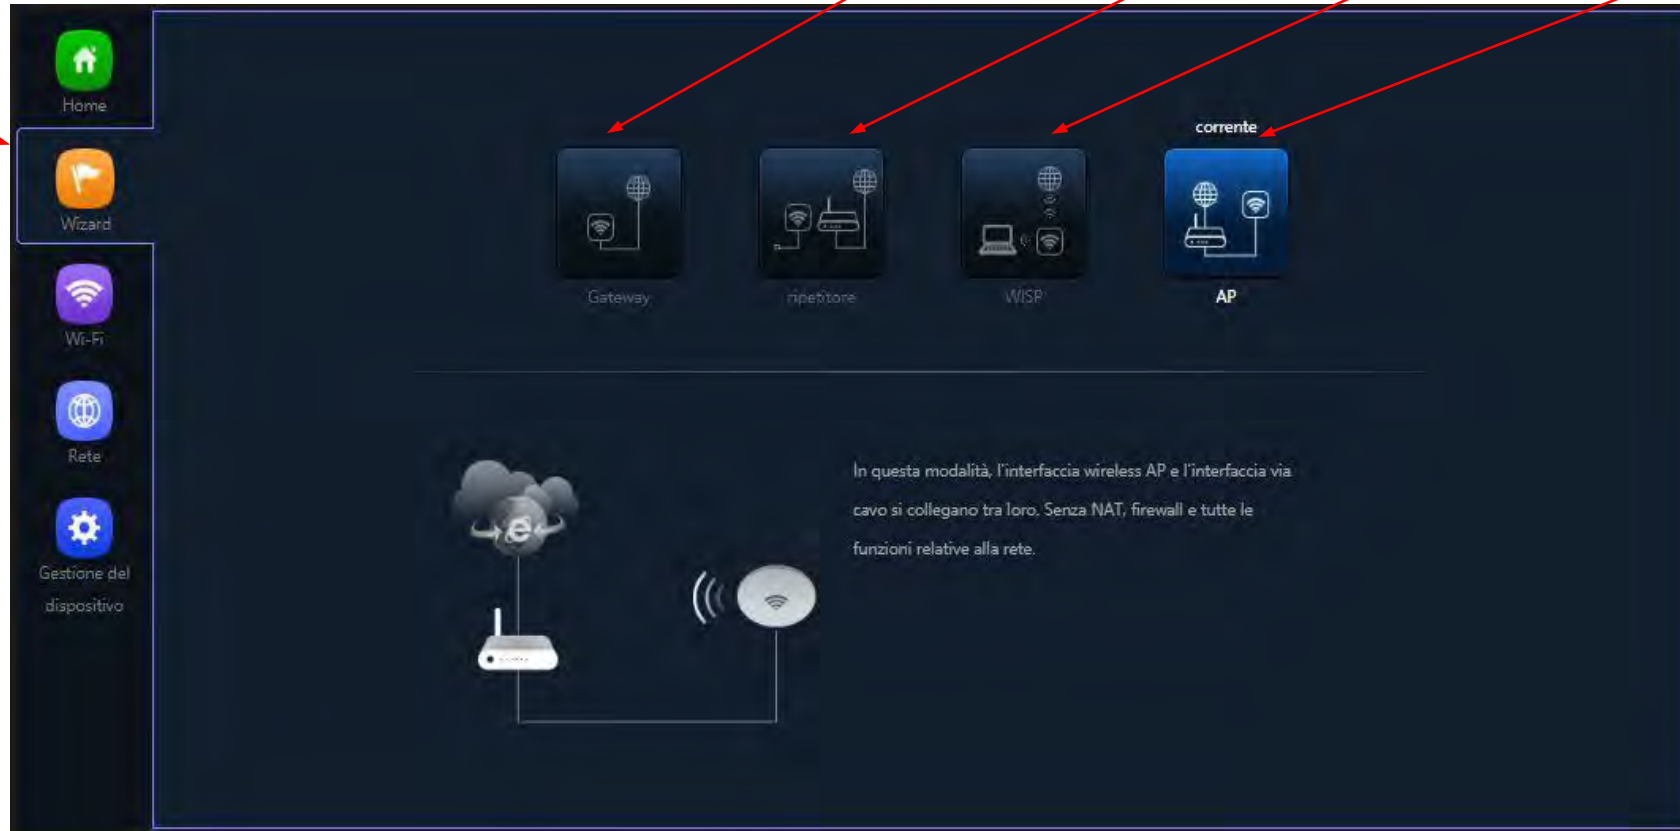 Home
Wizard
Wi-Fi
Rete
Gestione del
dispositivo
corrente
Gateway
ripetitore
WISP
AP
In questa modalità, l'interfaccia wireless AP e l'interfaccia via
cavo si collegano tra loro. Senza NAT, firewall e tutte le
funzioni relative alla rete.